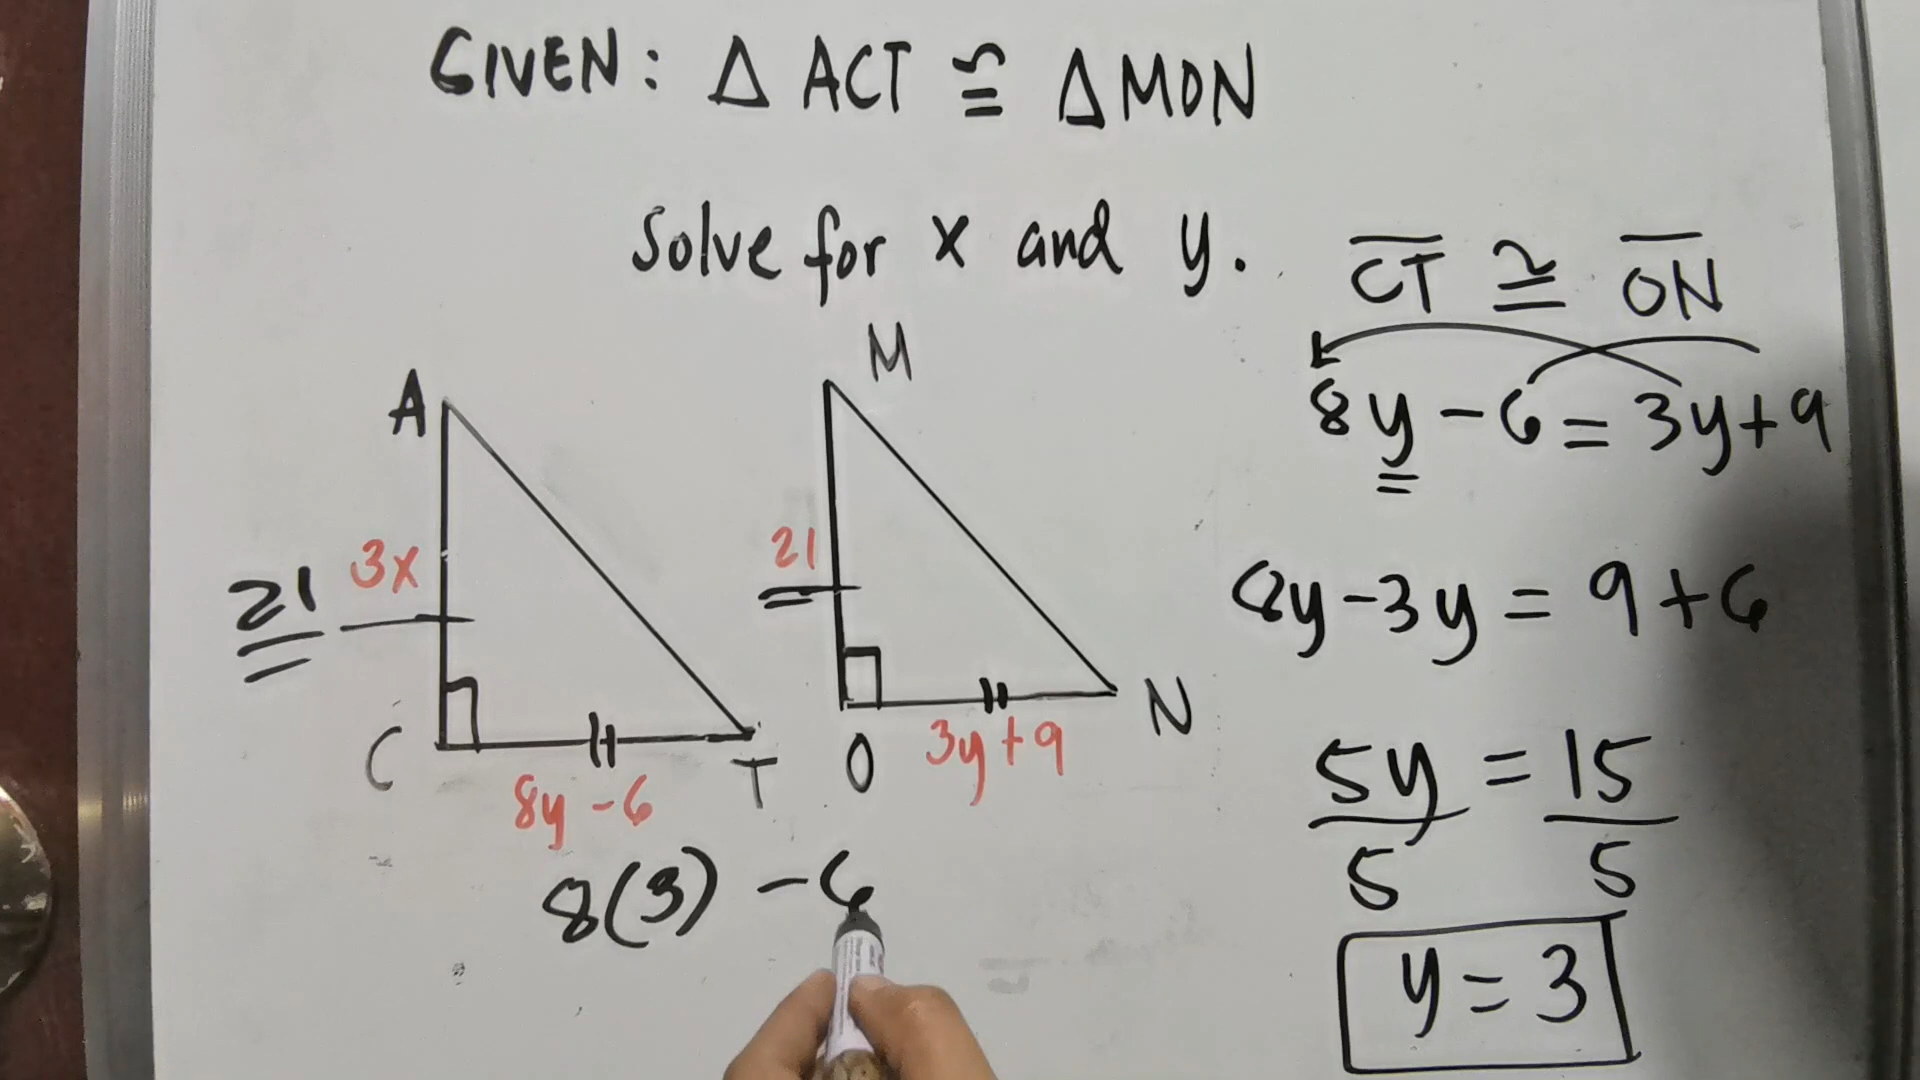 GIVEN: Δ ACT ≅ Δ MON
Solve for x and y.
CT ≅ ON
8y - 6 = 3y + 9
8y - 3y = 9 + 6
5y = 15
5 5
y = 3
A
M
21 3x
21
C
T
O
N
8y - 6
3y + 9
8(3) - 6